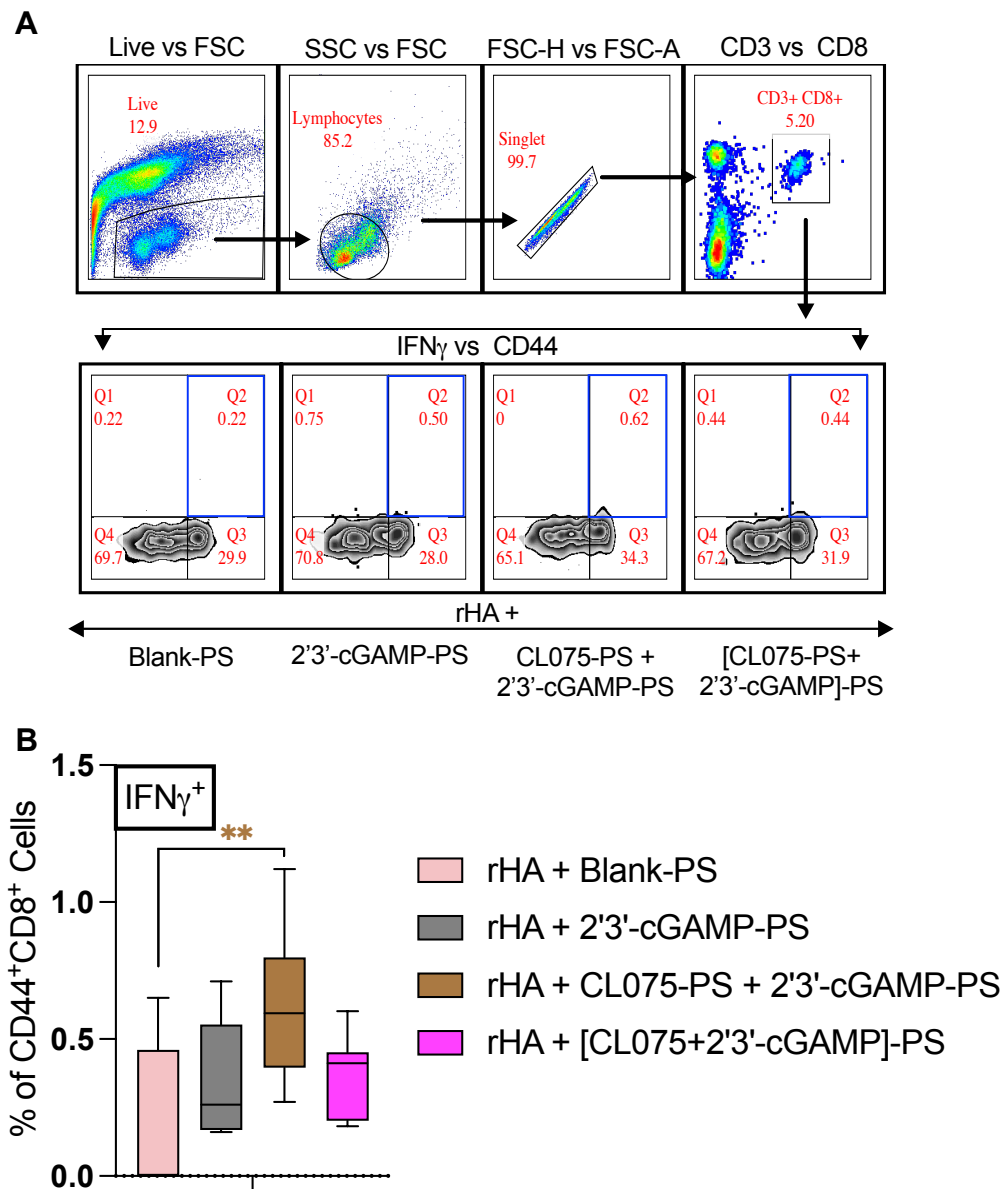 A
Live vs FSC
SSC vs FSC
FSC-H vs FSC-A
CD3 vs CD8
Live
12.9
Lymphocytes
85.2
Singlet
99.7
CD3+ CD8+
5.20
IFNγ vs CD44
Q1
0.22
Q2
0.22
Q4
69.7
Q3
29.9
Q1
0.75
Q2
0.50
Q4
70.8
Q3
28.0
Q1
0
Q2
0.62
Q4
65.1
Q3
34.3
Q1
0.44
Q2
0.44
Q4
67.2
Q3
31.9
rHA +
Blank-PS
2'3'-cGAMP-PS
CL075-PS +
2'3'-cGAMP-PS
[CL075-PS+
2'3'-cGAMP]-PS
B
% of CD44⁺CD8⁺ Cells
1.5
1.0
0.5
0.0
IFNγ⁺
**
rHA + Blank-PS
rHA + 2'3'-cGAMP-PS
rHA + CL075-PS + 2'3'-cGAMP-PS
rHA + [CL075+2'3'-cGAMP]-PS